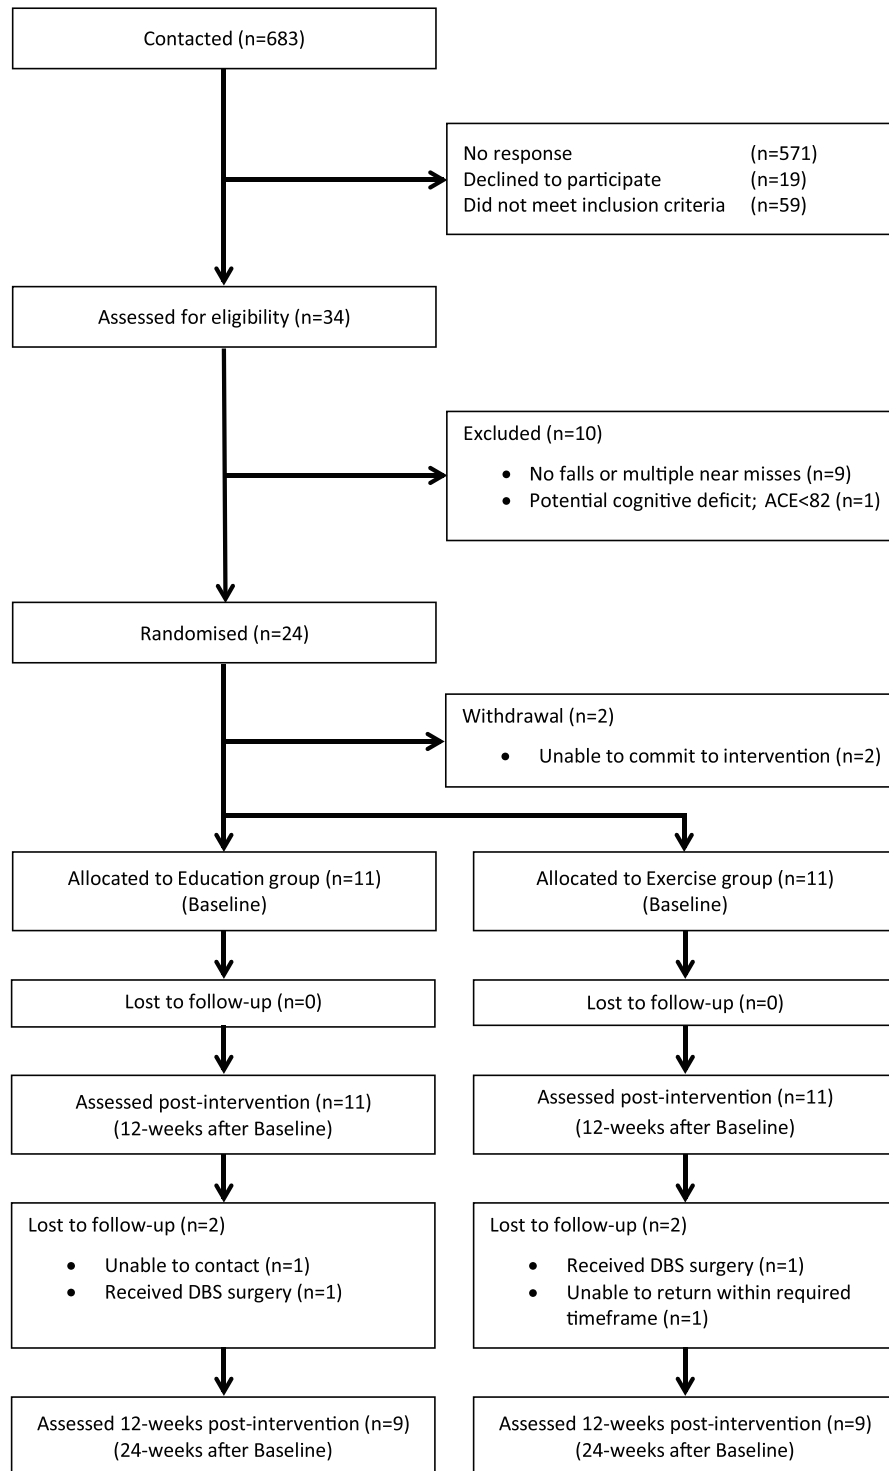 Contacted (n=683)
No response (n=571)
Declined to participate (n=19)
Did not meet inclusion criteria (n=59)
Assessed for eligibility (n=34)
Excluded (n=10)
• No falls or multiple near misses (n=9)
• Potential cognitive deficit; ACE<82 (n=1)
Randomised (n=24)
Withdrawal (n=2)
• Unable to commit to intervention (n=2)
Allocated to Education group (n=11)
(Baseline)
Allocated to Exercise group (n=11)
(Baseline)
Lost to follow-up (n=0)
Lost to follow-up (n=0)
Assessed post-intervention (n=11)
(12-weeks after Baseline)
Assessed post-intervention (n=11)
(12-weeks after Baseline)
Lost to follow-up (n=2)
• Unable to contact (n=1)
• Received DBS surgery (n=1)
Lost to follow-up (n=2)
• Received DBS surgery (n=1)
• Unable to return within required
timeframe (n=1)
Assessed 12-weeks post-intervention (n=9)
(24-weeks after Baseline)
Assessed 12-weeks post-intervention (n=9)
(24-weeks after Baseline)